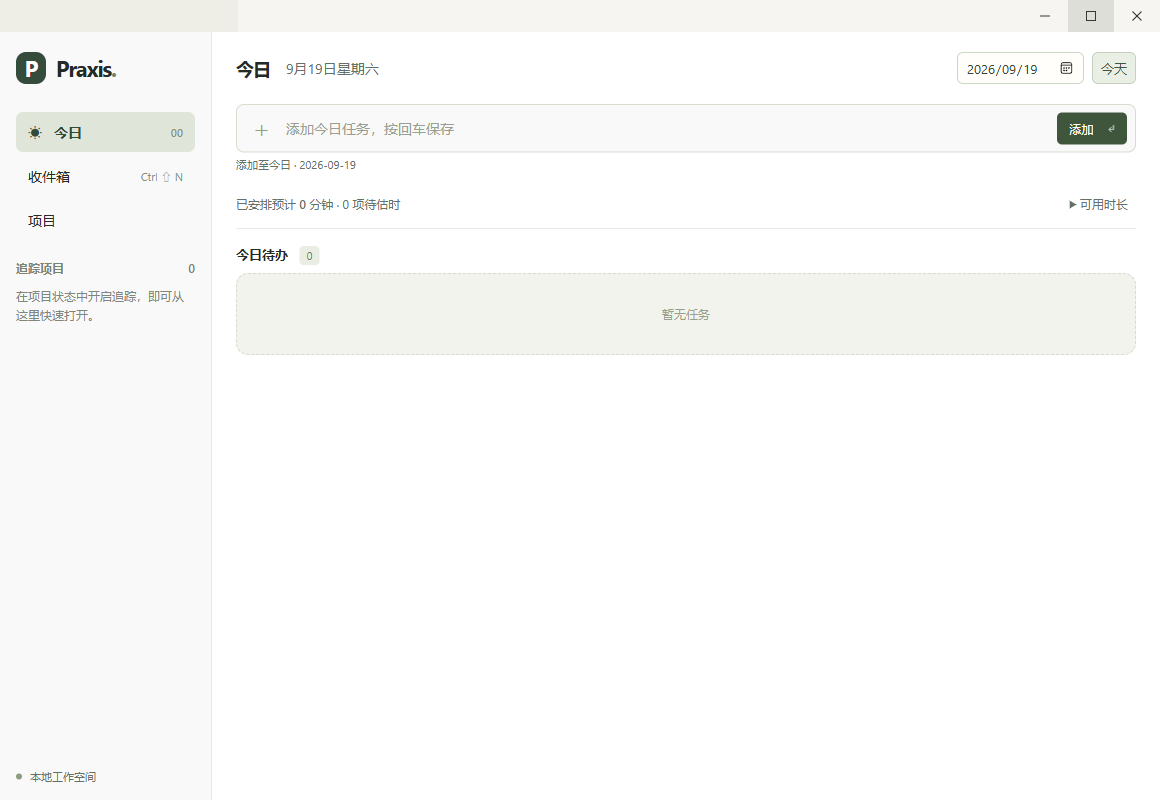 P Praxis.
今日 00
收件箱 Ctrl ⇧ N
项目
追踪项目 0
在项目状态中开启追踪，即可从
这里快速打开。
本地工作空间
今日 9月19日星期六 2026/09/19 今天
+ 添加今日任务，按回车保存 添加 ↲
添加至今日 · 2026-09-19
已安排预计 0 分钟 · 0 项待估时 ▶ 可用时长
今日待办 0
暂无任务